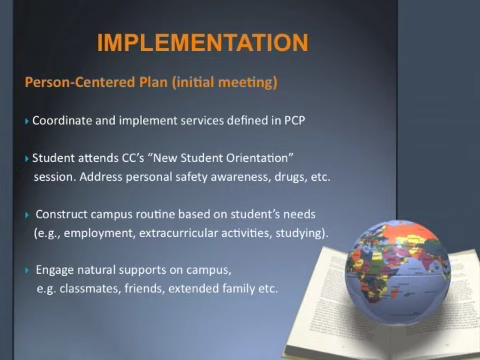 IMPLEMENTATION
Person-Centered Plan (initial meeting)
Coordinate and implement services defined in PCP
Student attends CC’s “New Student Orientation”
session. Address personal safety awareness, drugs, etc.
Construct campus routine based on student’s needs
(e.g., employment, extracurricular activities, studying).
Engage natural supports on campus,
e.g. classmates, friends, extended family etc.